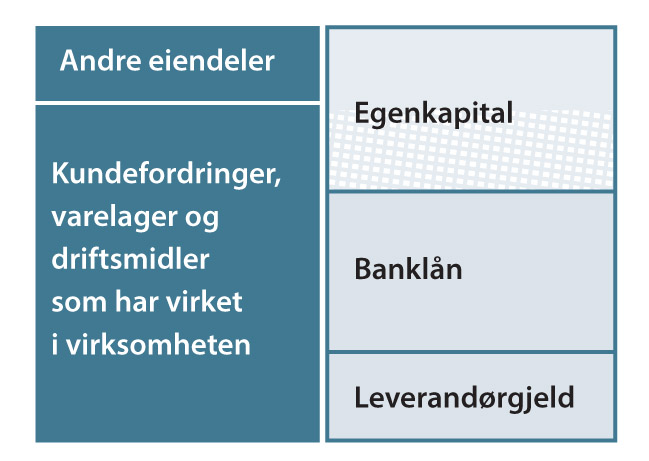 Andre eiendeler
Kundefordringer,
varelager og
driftsmidler
som har virket
i virksomheten
Egenkapital
Banklån
Leverandørgjeld